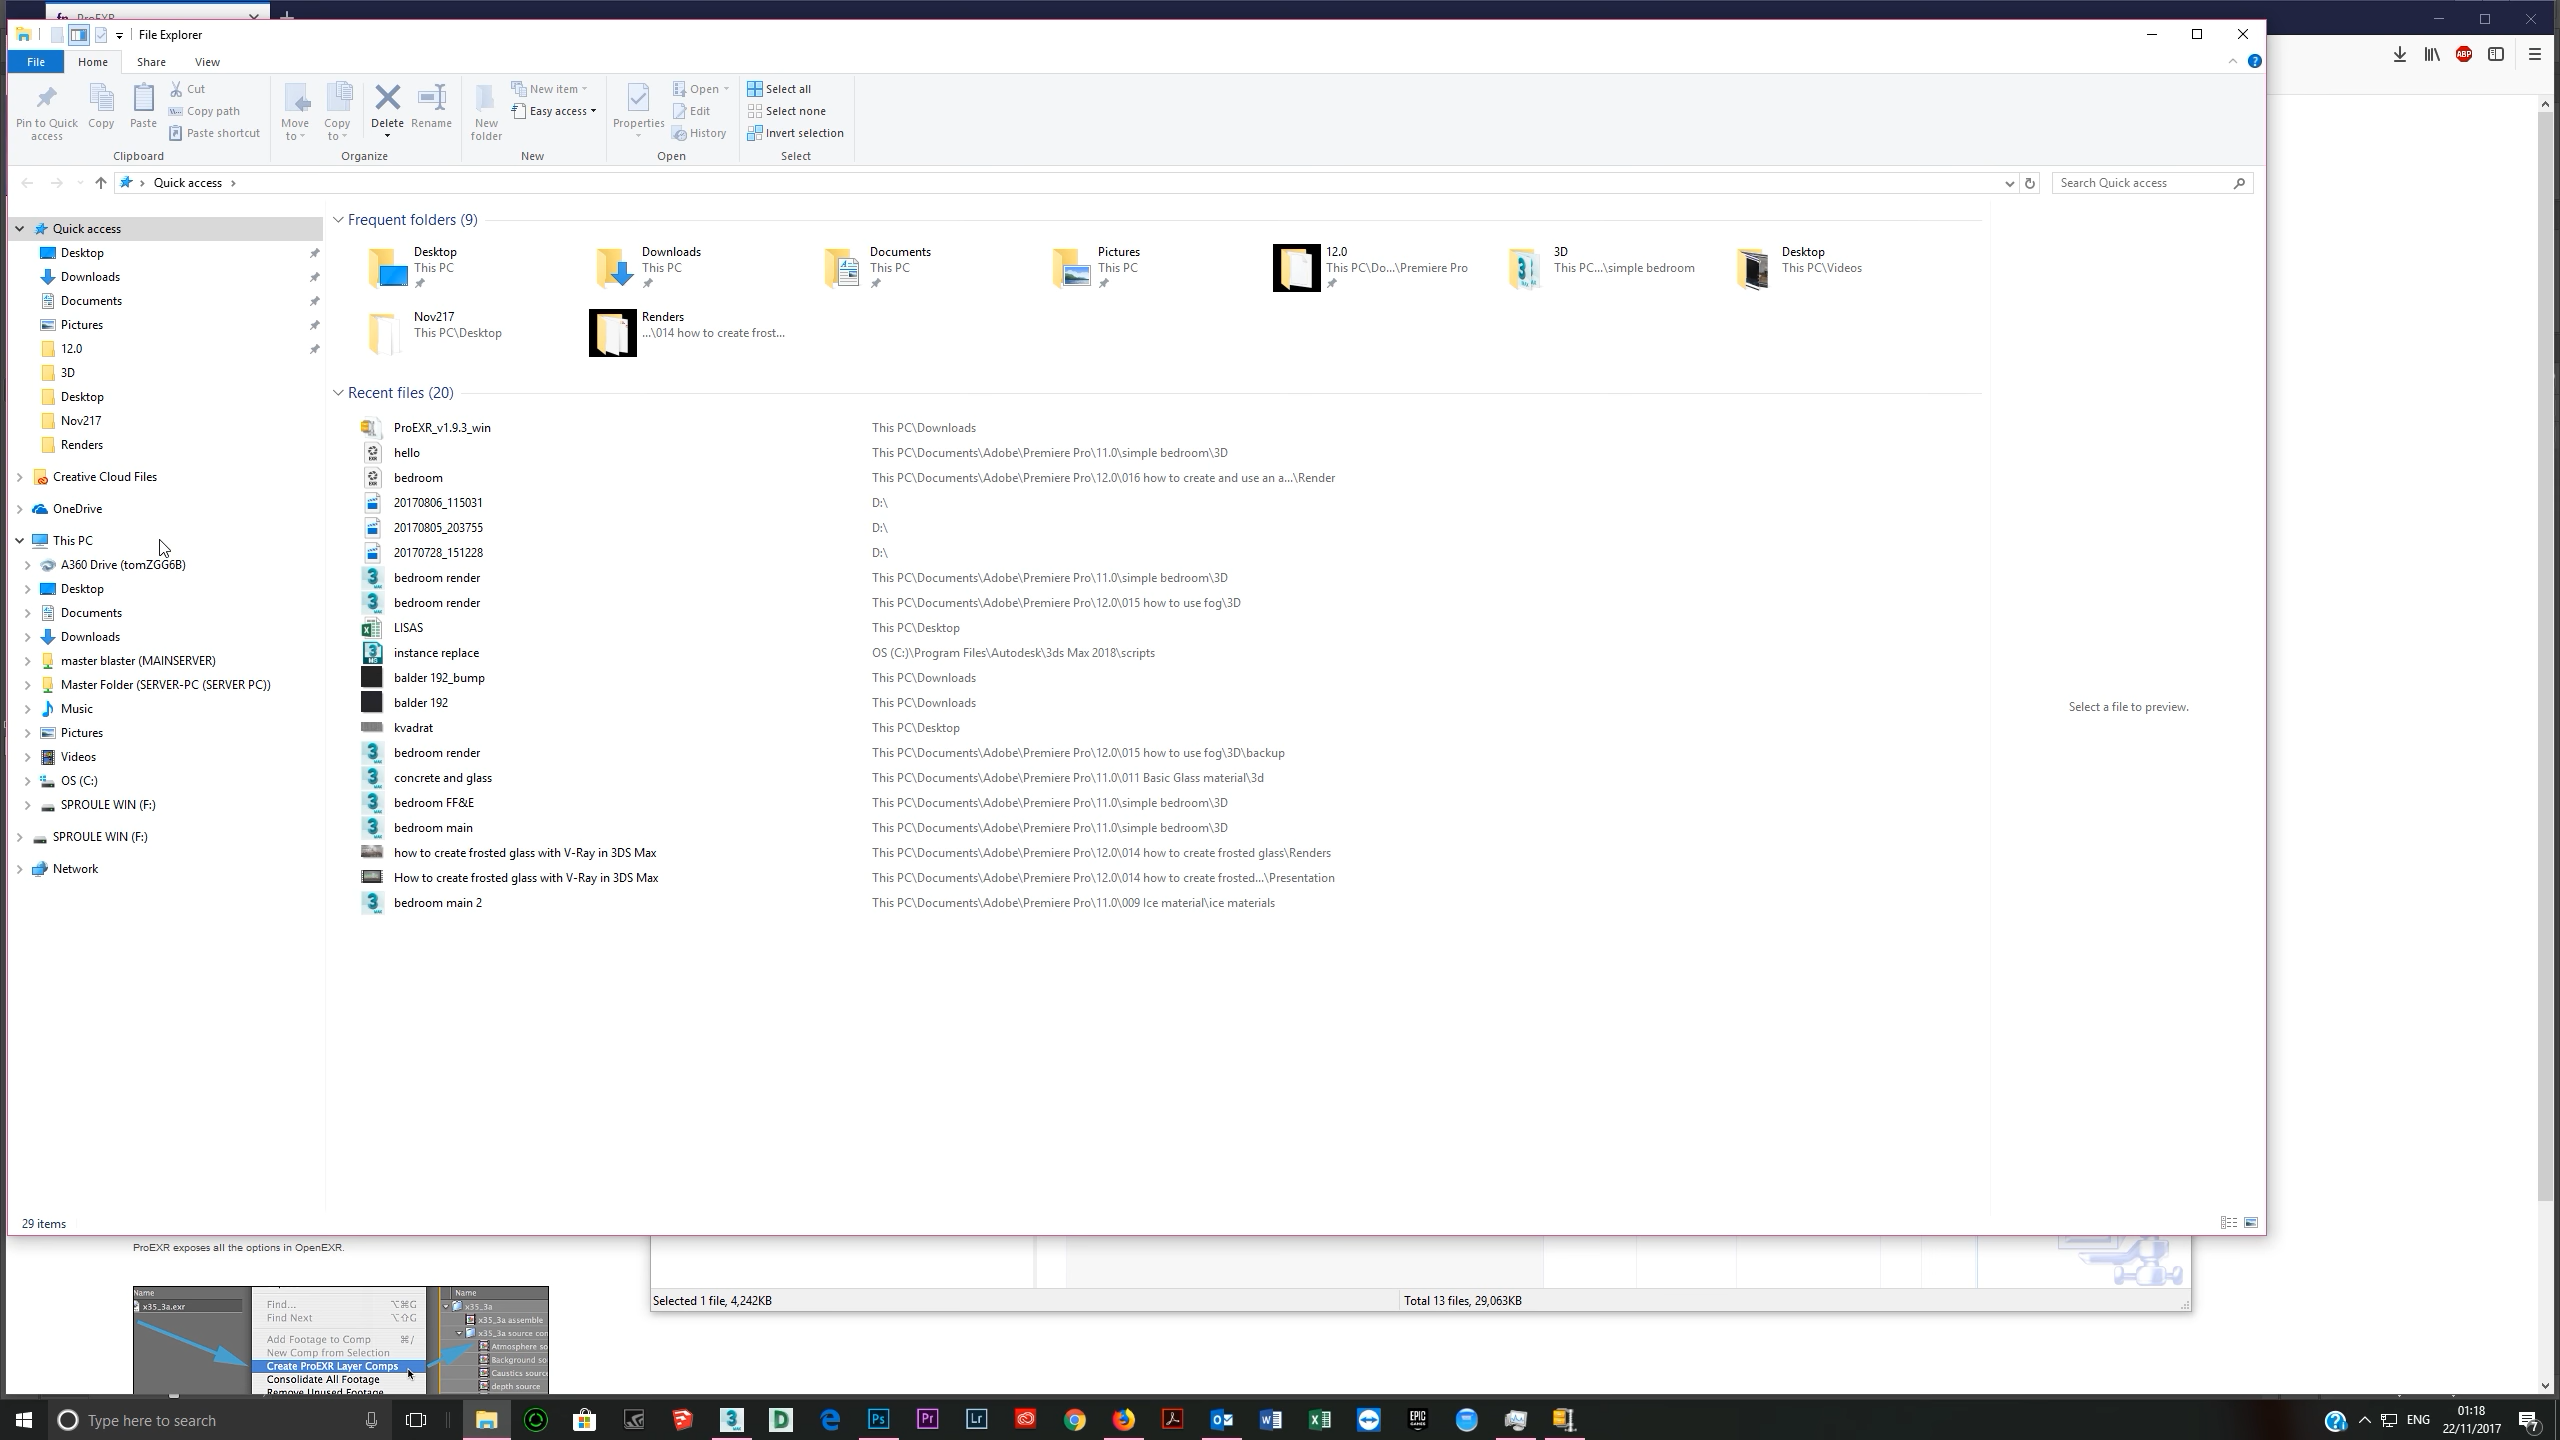 ProEXR
File Explorer
File Home Share View
Pin to Quick access
Copy
Paste
Cut
Copy path
Paste shortcut
Clipboard
Move to
Copy to
Delete
Rename
Organize
New folder
New item
Easy access
New
Properties
Open
Edit
History
Open
Select all
Select none
Invert selection
Select
Quick access
Search Quick access
Quick access
Desktop
Downloads
Documents
Pictures
12.0
3D
Desktop
Nov217
Renders
Creative Cloud Files
OneDrive
This PC
A360 Drive (tomZGG6B)
Desktop
Documents
Downloads
master blaster (MAINSERVER)
Master Folder (SERVER-PC (SERVER PC))
Music
Pictures
Videos
OS (C:)
SPROULE WIN (F:)
SPROULE WIN (F:)
Network
Frequent folders (9)
Desktop
This PC
Downloads
This PC
Documents
This PC
Pictures
This PC
12.0
This PC\Do...\Premiere Pro
3D
This PC...\simple bedroom
Desktop
This PC\Videos
Nov217
This PC\Desktop
Renders
...\014 how to create frost...
Recent files (20)
ProEXR_v1.9.3_win This PC\Downloads
hello This PC\Documents\Adobe\Premiere Pro\11.0\simple bedroom\3D
bedroom This PC\Documents\Adobe\Premiere Pro\12.0\016 how to create and use an a...\Render
20170806_115031 D:\
20170805_203755 D:\
20170728_151228 D:\
bedroom render This PC\Documents\Adobe\Premiere Pro\11.0\simple bedroom\3D
bedroom render This PC\Documents\Adobe\Premiere Pro\12.0\015 how to use fog\3D
LISAS This PC\Desktop
instance replace OS (C:)\Program Files\Autodesk\3ds Max 2018\scripts
balder 192_bump This PC\Downloads
balder 192 This PC\Downloads
kvadrat This PC\Desktop
bedroom render This PC\Documents\Adobe\Premiere Pro\12.0\015 how to use fog\3D\backup
concrete and glass This PC\Documents\Adobe\Premiere Pro\11.0\011 Basic Glass material\3d
bedroom FF&E This PC\Documents\Adobe\Premiere Pro\11.0\simple bedroom\3D
bedroom main This PC\Documents\Adobe\Premiere Pro\11.0\simple bedroom\3D
how to create frosted glass with V-Ray in 3DS Max This PC\Documents\Adobe\Premiere Pro\12.0\014 how to create frosted glass\Renders
How to create frosted glass with V-Ray in 3DS Max This PC\Documents\Adobe\Premiere Pro\12.0\014 how to create frosted...\Presentation
bedroom main 2 This PC\Documents\Adobe\Premiere Pro\11.0\009 Ice material\ice materials
Select a file to preview.
29 items
ProEXR exposes all the options in OpenEXR.
Name
x35_3a.exr
Find... ⌥⌘G
Find Next ⌥⇧G
Add Footage to Comp ⌘/
New Comp from Selection
Create ProEXR Layer Comps
Consolidate All Footage
Remove Unused Footage
Name
x35_3a
x35_3a assemble
x35_3a source con
Atmosphere so
Background so
Caustics source
depth source
Selected 1 file, 4,242KB
Total 13 files, 29,063KB
Type here to search
ENG
01:18
22/11/2017
7